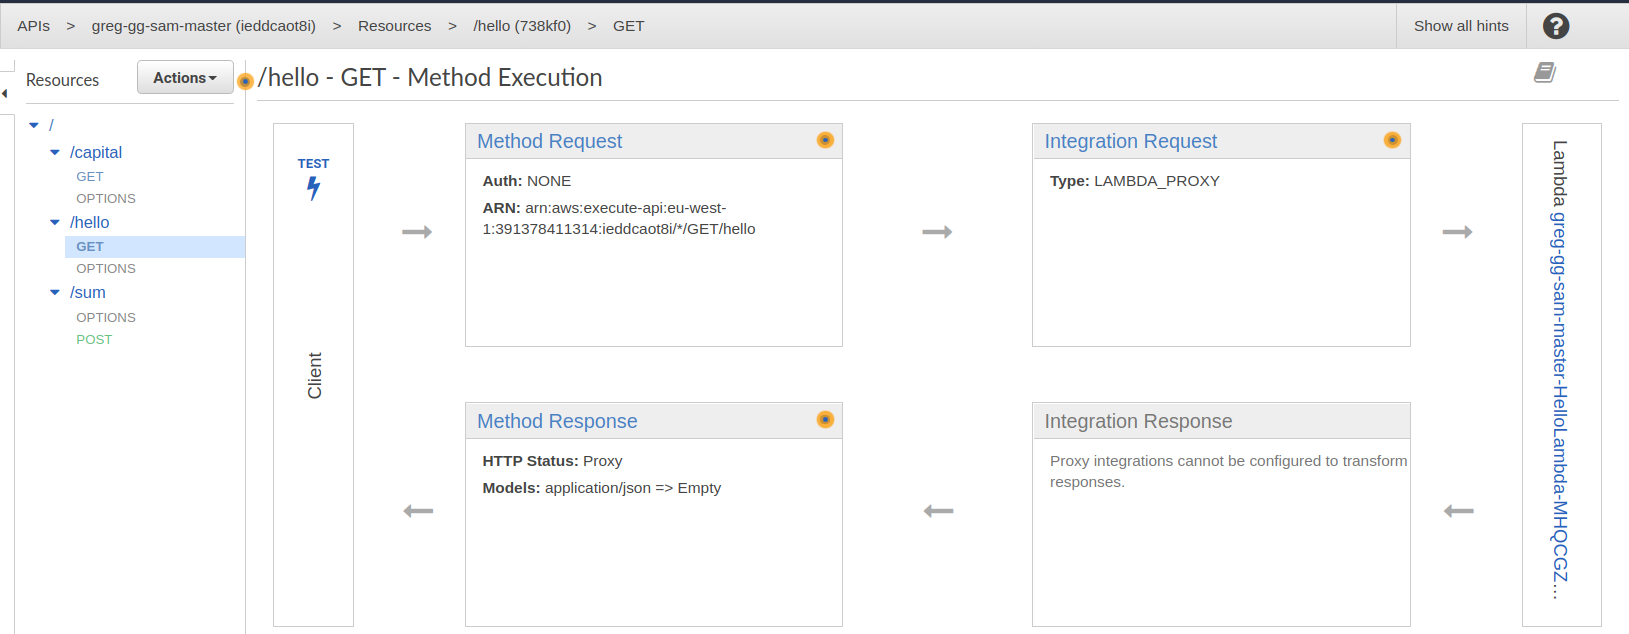 APIs > greg-gg-sam-master (ieddcaot8i) > Resources > /hello (738kf0) > GET
Show all hints
?
Resources
Actions
/hello - GET - Method Execution
/
/capital
GET
OPTIONS
/hello
GET
OPTIONS
/sum
OPTIONS
POST
TEST
Client
Method Request
Auth: NONE
ARN: arn:aws:execute-api:eu-west-
1:391378411314:ieddcaot8i/*/GET/hello
Integration Request
Type: LAMBDA_PROXY
Method Response
HTTP Status: Proxy
Models: application/json => Empty
Integration Response
Proxy integrations cannot be configured to transform
responses.
Lambda greg-gg-sam-master-HelloLambda-MHQCGZ...